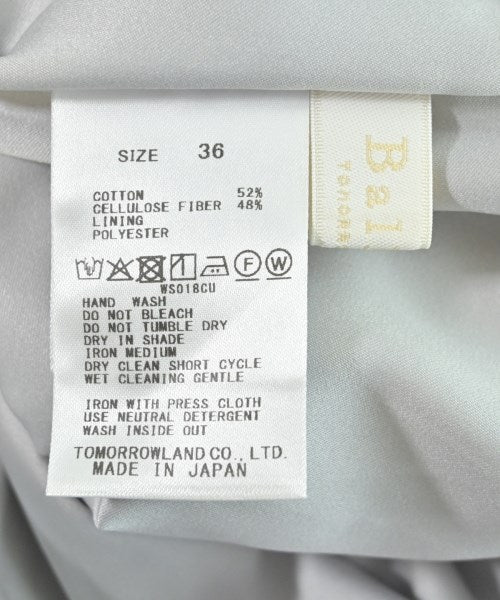 SIZE 36
COTTON 52%
CELLULOSE FIBER 48%
LINING
POLYESTER
F W
WS018CU
HAND WASH
DO NOT BLEACH
DO NOT TUMBLE DRY
DRY IN SHADE
IRON MEDIUM
DRY CLEAN SHORT CYCLE
WET CLEANING GENTLE
IRON WITH PRESS CLOTH
USE NEUTRAL DETERGENT
WASH INSIDE OUT
TOMORROWLAND CO., LTD.
MADE IN JAPAN